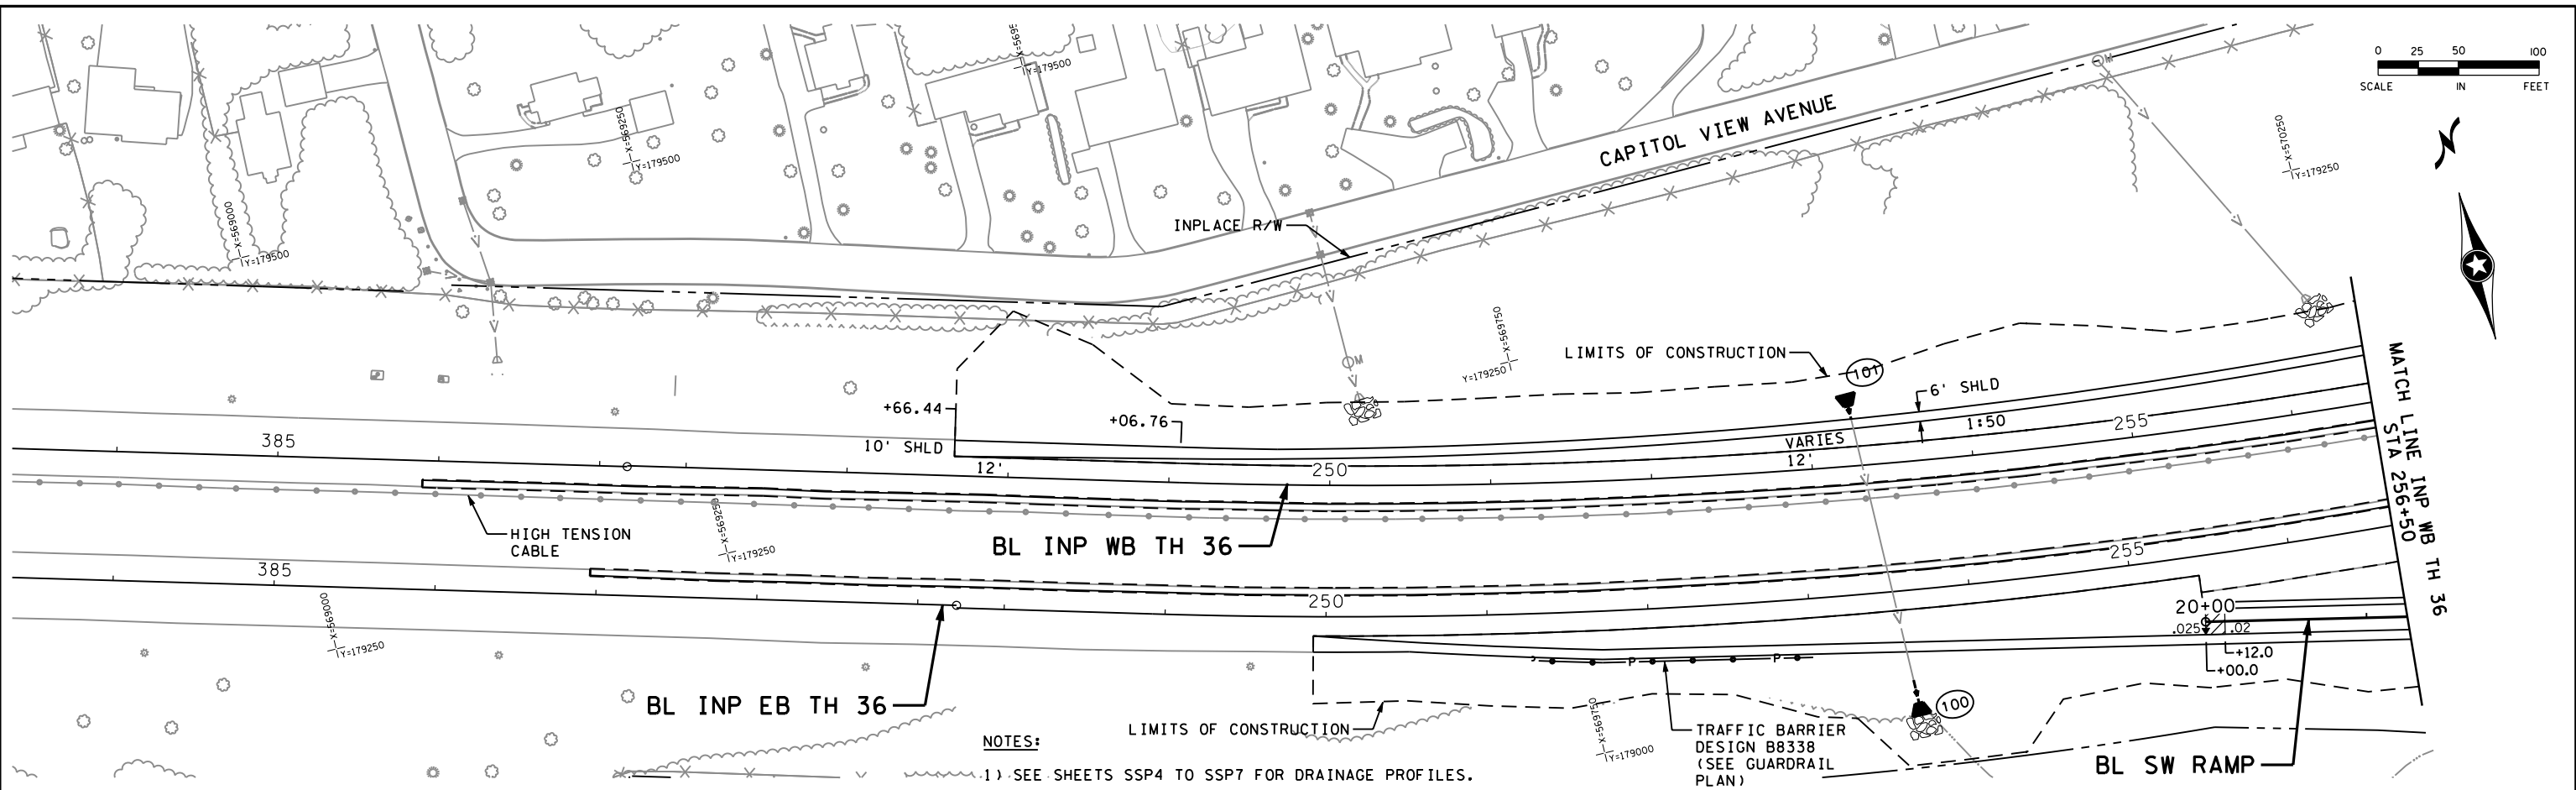 0 25 50 100
SCALE IN FEET
X=569500
Y=179500
X=569250
Y=179500
X=569000
Y=179500
X=570250
Y=179250
CAPITOL VIEW AVENUE
INPLACE R/W
M
M
X=569750
Y=179250
LIMITS OF CONSTRUCTION
101
6' SHLD
+66.44
+06.76
10' SHLD
385
12'
250
VARIES
12'
1:50
255
MATCH LINE INP WB TH 36
STA 256+50
HIGH TENSION
CABLE
X=569250
Y=179250
BL INP WB TH 36
385
250
255
20+00
.025
.02
+12.0
+00.0
X=569000
Y=179250
P
P
BL INP EB TH 36
LIMITS OF CONSTRUCTION
X=569750
Y=179000
TRAFFIC BARRIER
DESIGN B8338
(SEE GUARDRAIL
PLAN)
100
BL SW RAMP
NOTES:
1) SEE SHEETS SSP4 TO SSP7 FOR DRAINAGE PROFILES.